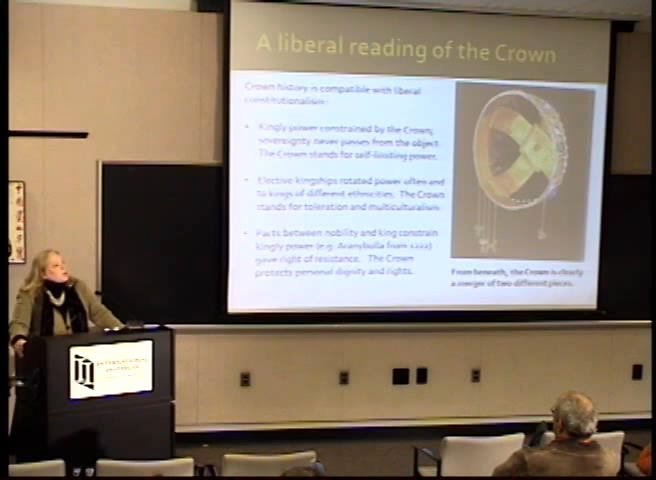 A liberal reading of the Crown
Crown history is compatible with liberal
constitutionalism:
• Kingly power constrained by the Crown;
sovereignty never passes from the object.
The Crown stands for self-limiting power.
• Elective kingships rotated power often and
to kings of different ethnicities. The Crown
stands for toleration and multiculturalism.
• Pacts between nobility and king constrain
kingly power (e.g. Aranybulla from 1222)
gave right of resistance. The Crown
protects personal dignity and rights.
From beneath, the Crown is clearly
a merger of two different pieces.